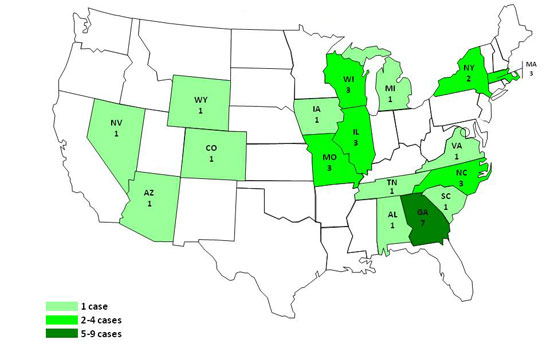 MA
3
NY
2
WI
3
MI
1
WY
1
IA
1
NV
1
IL
3
CO
1
MO
3
VA
1
NC
3
TN
1
AZ
1
SC
1
AL
1
GA
7
1 case
2-4 cases
5-9 cases